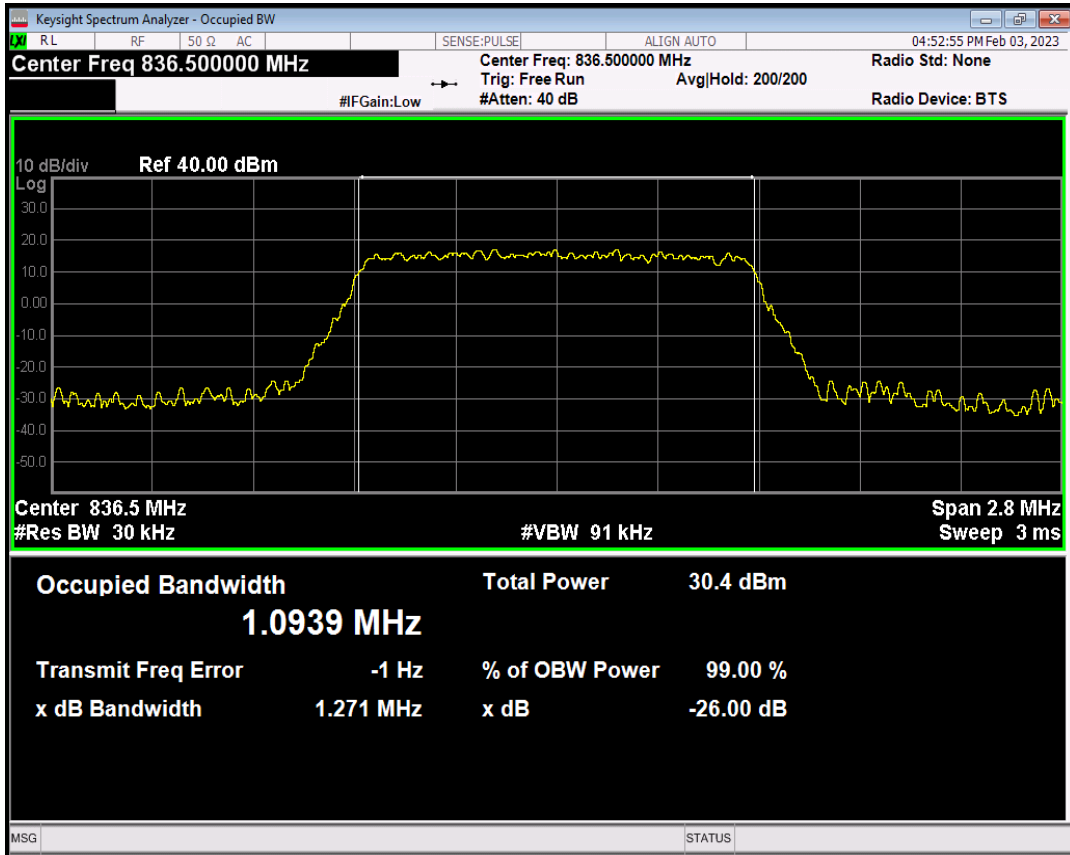 Keysight Spectrum Analyzer - Occupied BW
LXI RL RF 50 Ω AC SENSE:PULSE ALIGN AUTO 04:52:55 PM Feb 03, 2023
Center Freq 836.500000 MHz Center Freq: 836.500000 MHz Radio Std: None
Trig: Free Run Avg|Hold: 200/200
#IFGain:Low #Atten: 40 dB Radio Device: BTS
10 dB/div Ref 40.00 dBm
Log
30.0
20.0
10.0
0.00
-10.0
-20.0
-30.0
-40.0
-50.0
Center 836.5 MHz Span 2.8 MHz
#Res BW 30 kHz #VBW 91 kHz Sweep 3 ms
Occupied Bandwidth Total Power 30.4 dBm
1.0939 MHz
Transmit Freq Error -1 Hz % of OBW Power 99.00 %
x dB Bandwidth 1.271 MHz x dB -26.00 dB
MSG STATUS